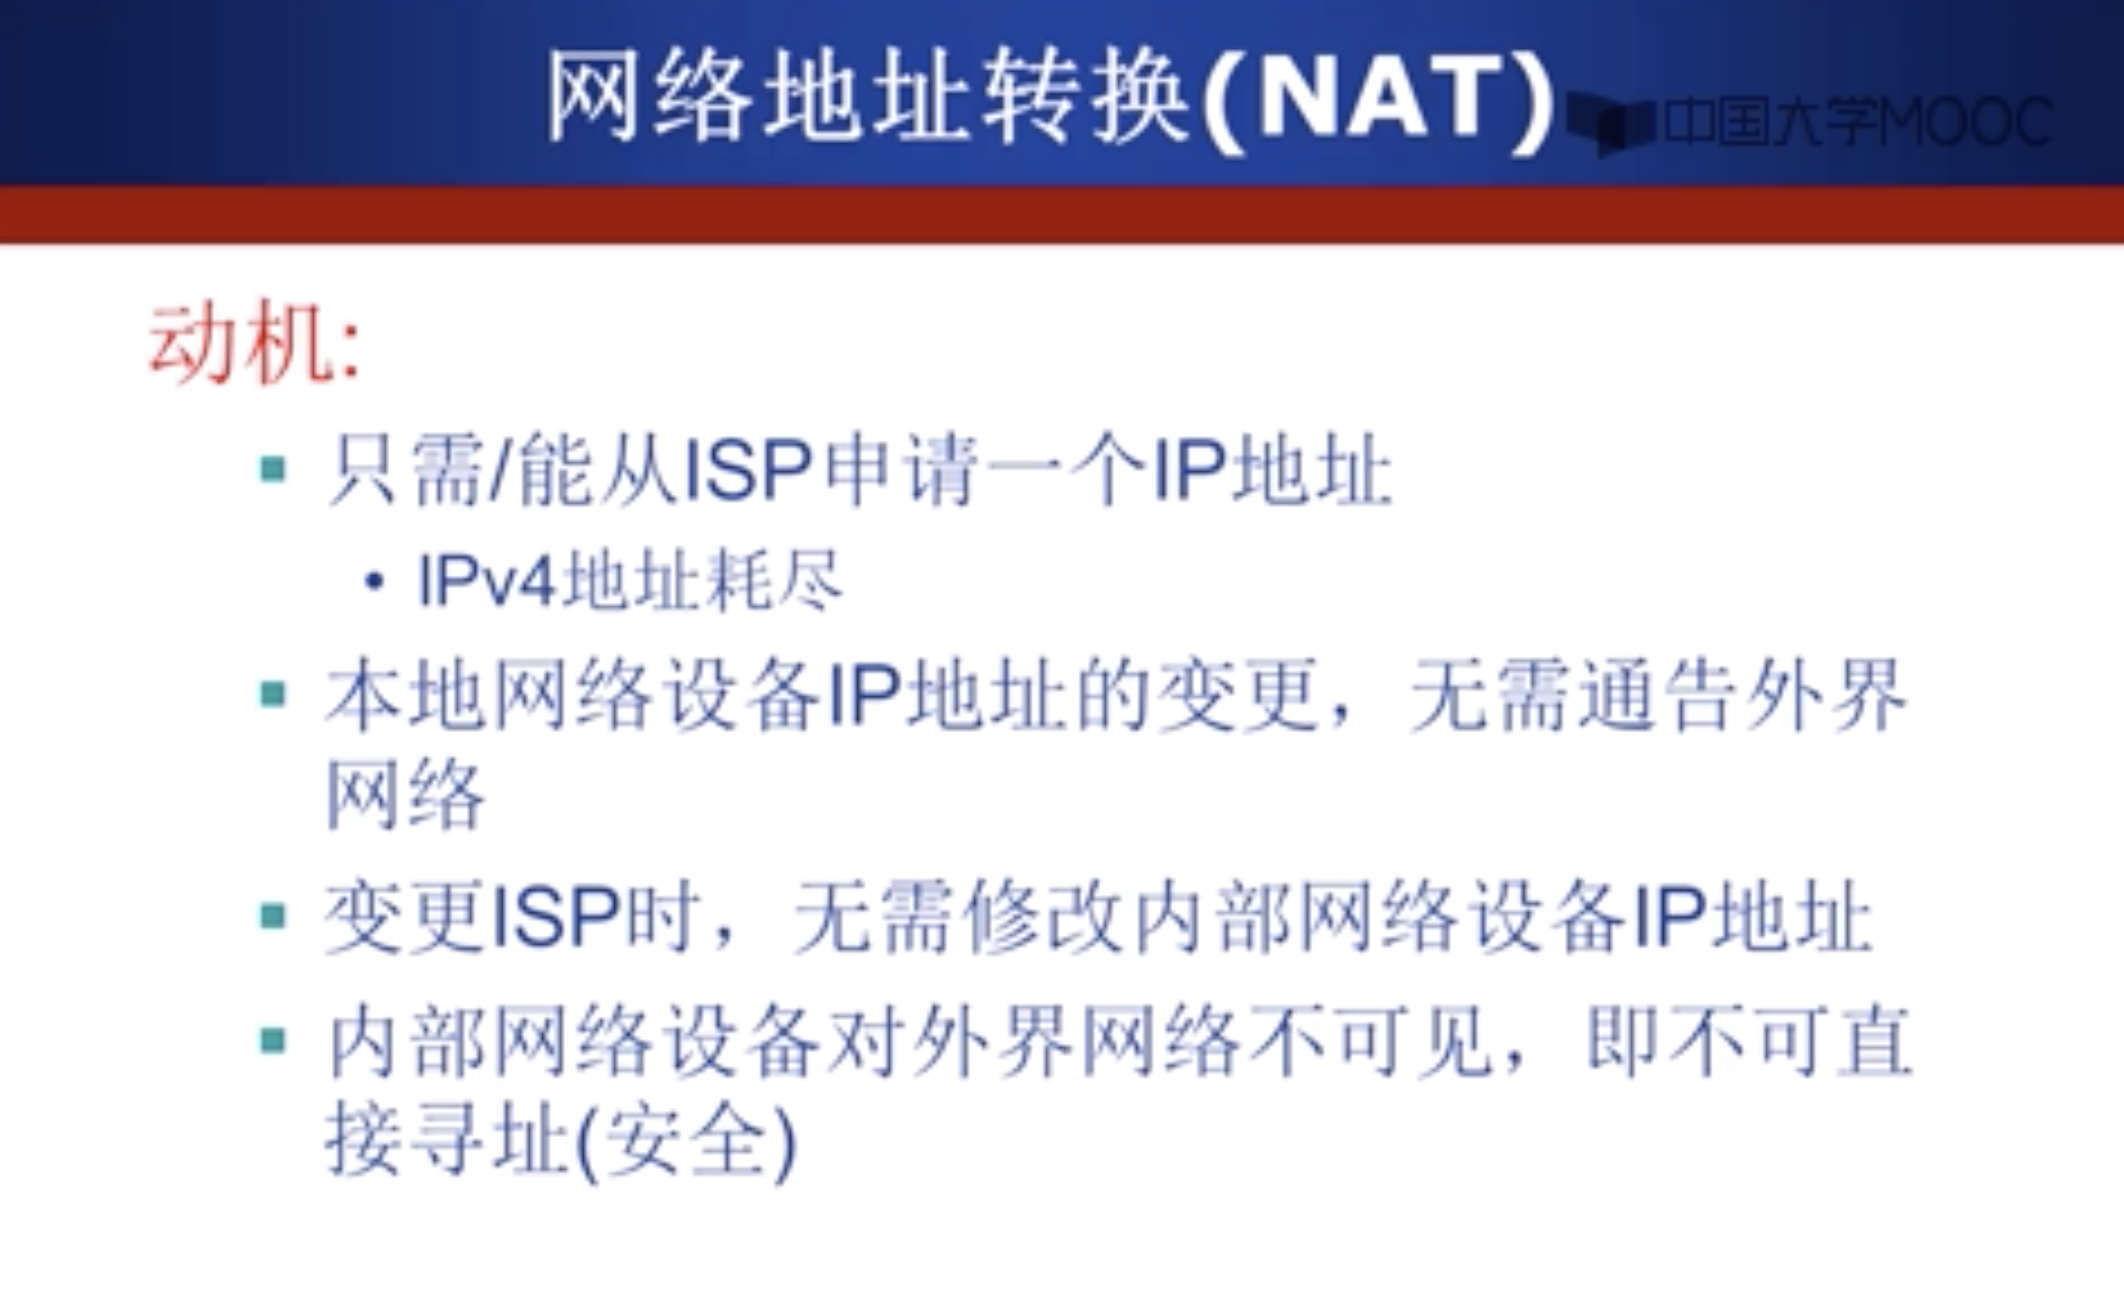 网络地址转换(NAT)
中国大学MOOC
动机:
只需/能从ISP申请一个IP地址
IPv4地址耗尽
本地网络设备IP地址的变更，无需通告外界
网络
变更ISP时，无需修改内部网络设备IP地址
内部网络设备对外界网络不可见，即不可直
接寻址(安全)